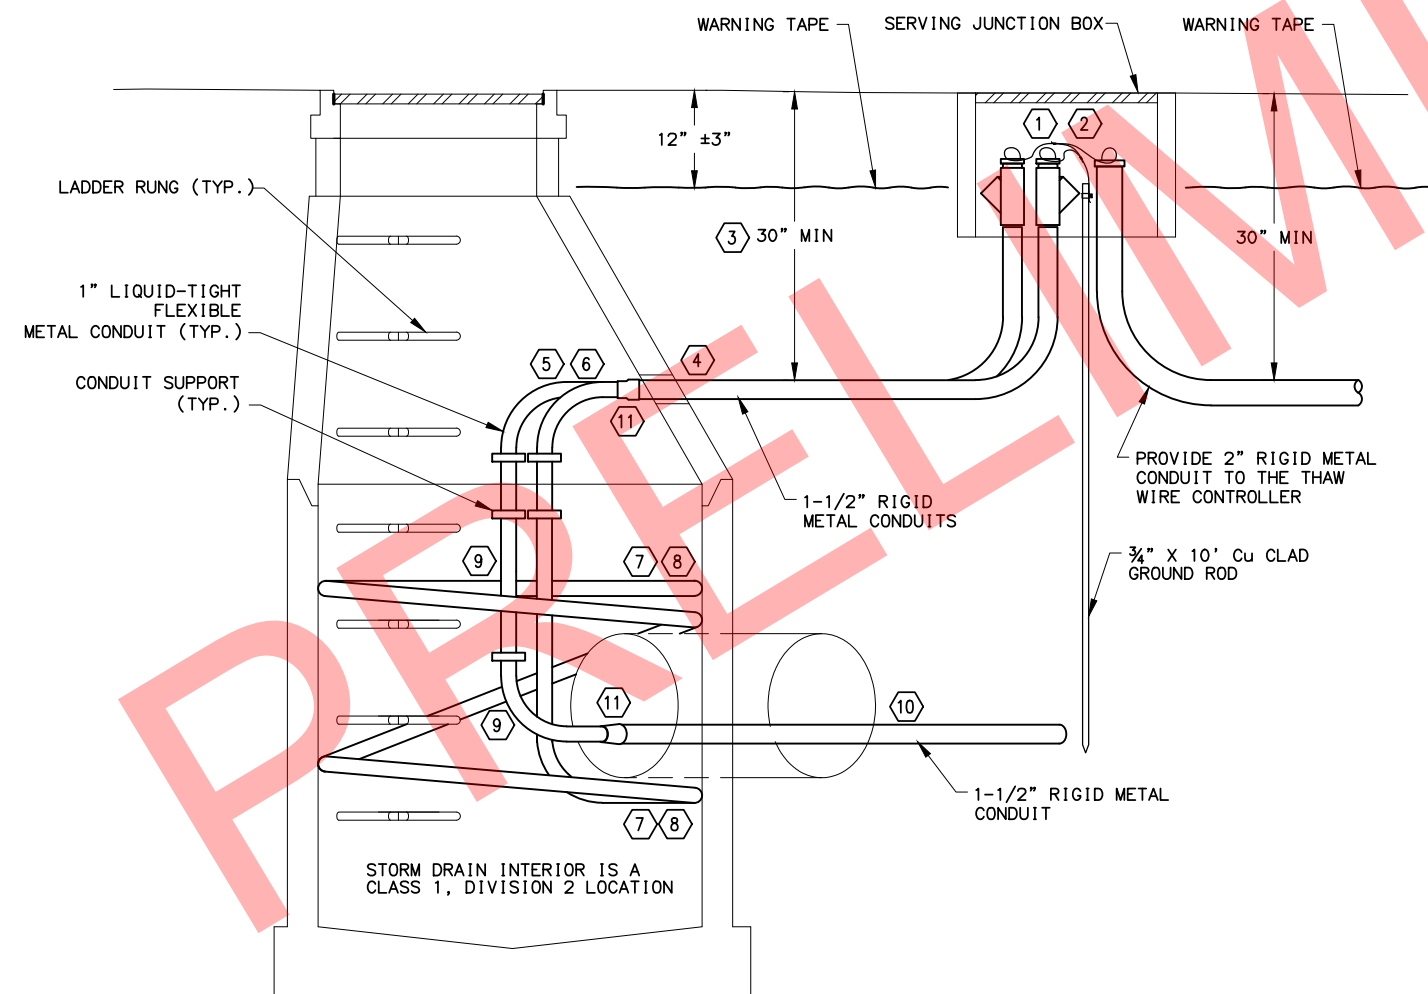 WARNING TAPE
SERVING JUNCTION BOX
WARNING TAPE
1
2
12" ±3"
LADDER RUNG (TYP.)
3
30" MIN
30" MIN
1" LIQUID-TIGHT
FLEXIBLE
METAL CONDUIT (TYP.)
5
6
4
CONDUIT SUPPORT
(TYP.)
11
PROVIDE 2" RIGID METAL
CONDUIT TO THE THAW
WIRE CONTROLLER
1-1/2" RIGID
METAL CONDUITS
9
7
8
¾" X 10' Cu CLAD
GROUND ROD
11
10
9
1-1/2" RIGID METAL
CONDUIT
7
8
STORM DRAIN INTERIOR IS A
CLASS 1, DIVISION 2 LOCATION
PRELIM